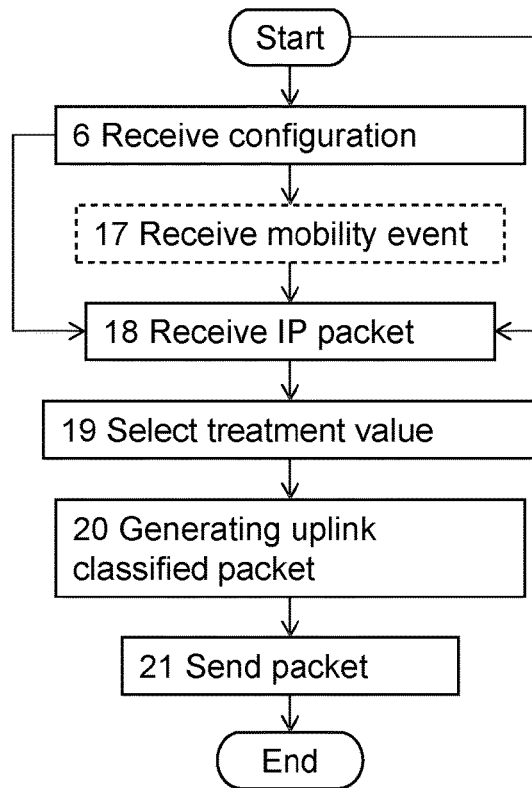 Start
6 Receive configuration
17 Receive mobility event
18 Receive IP packet
19 Select treatment value
20 Generating uplink
classified packet
21 Send packet
End